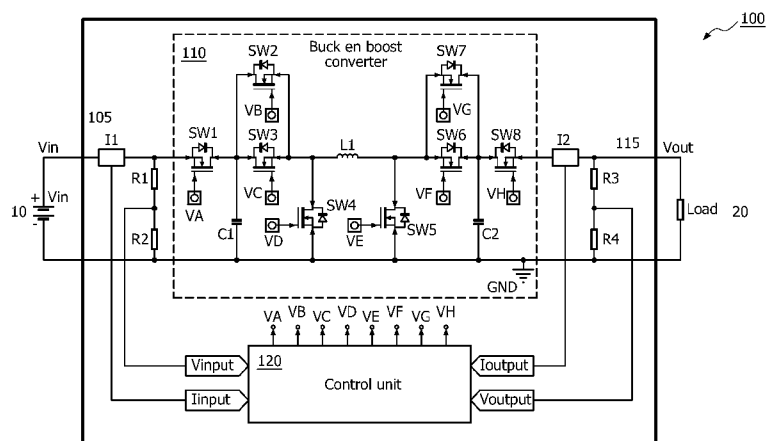 100
110
Buck en boost
converter
SW2
SW7
VB
VG
105
115
Vin
I1
SW1
SW3
L1
SW6
SW8
I2
Vout
R1
R3
VA
VC
VF
VH
+
Vin
10
-
SW4
SW5
Load
20
R2
C1
VD
VE
C2
R4
GND
VA
VB
VC
VD
VE
VF
VG
VH
Vinput
120
Ioutput
Control unit
Iinput
Voutput